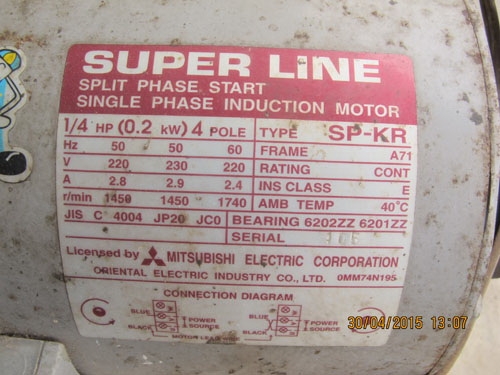 SUPER LINE
SPLIT PHASE START
SINGLE PHASE INDUCTION MOTOR
1/4 HP (0.2 kW) 4 POLE TYPE SP-KR
Hz 50 50 60 FRAME A71
V 220 230 220 RATING CONT
A 2.8 2.9 2.4 INS CLASS E
r/min 1450 1450 1740 AMB TEMP 40°C
JIS C 4004 JP20 JC0 BEARING 6202ZZ 6201ZZ
SERIAL
Licensed by MITSUBISHI ELECTRIC CORPORATION
ORIENTAL ELECTRIC INDUSTRY CO., LTD. 0MM74N195
CONNECTION DIAGRAM
BLUE POWER SOURCE BLACK
BLUE POWER SOURCE BLACK
MOTOR LEAD
30/04/2015 13:07